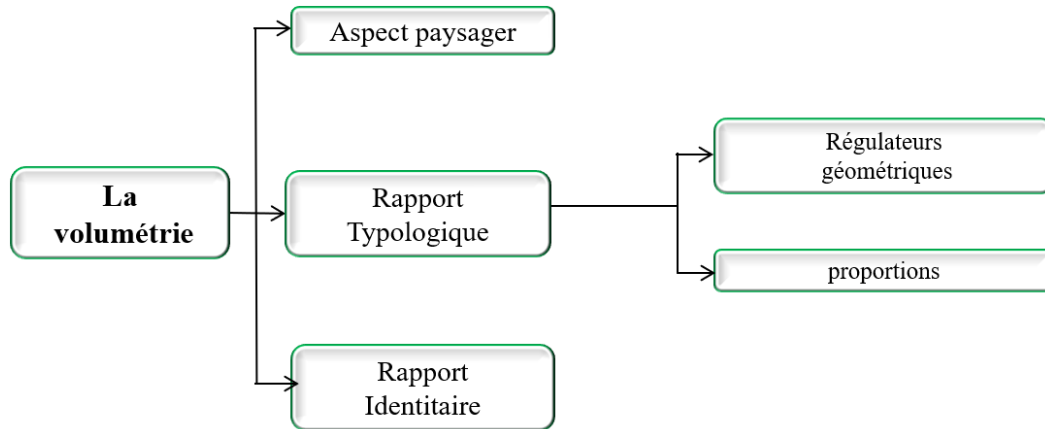 Aspect paysager
La
volumétrie
Rapport
Typologique
Régulateurs
géométriques
proportions
Rapport
Identitaire